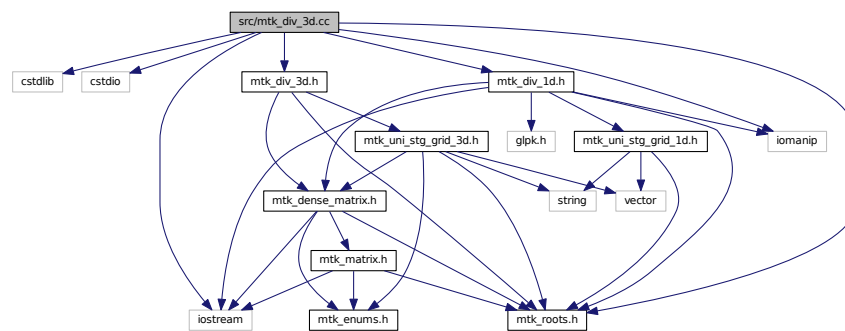 src/mtk_div_3d.cc
cstdlib
cstdio
mtk_div_3d.h
mtk_div_1d.h
mtk_uni_stg_grid_3d.h
glpk.h
mtk_uni_stg_grid_1d.h
iomanip
mtk_dense_matrix.h
string
vector
mtk_matrix.h
iostream
mtk_enums.h
mtk_roots.h